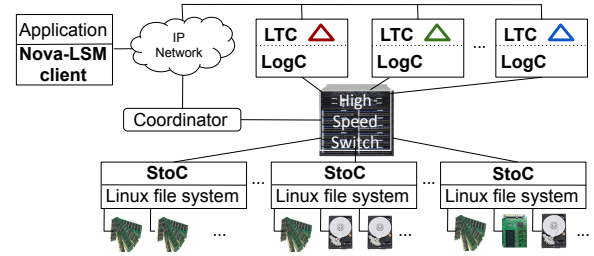 Application
Nova-LSM
client
IP
Network
LTC
LogC
LTC
LogC
...
LTC
LogC
Coordinator
High
Speed
Switch
StoC
Linux file system
...
StoC
Linux file system
...
StoC
Linux file system
...
...
...